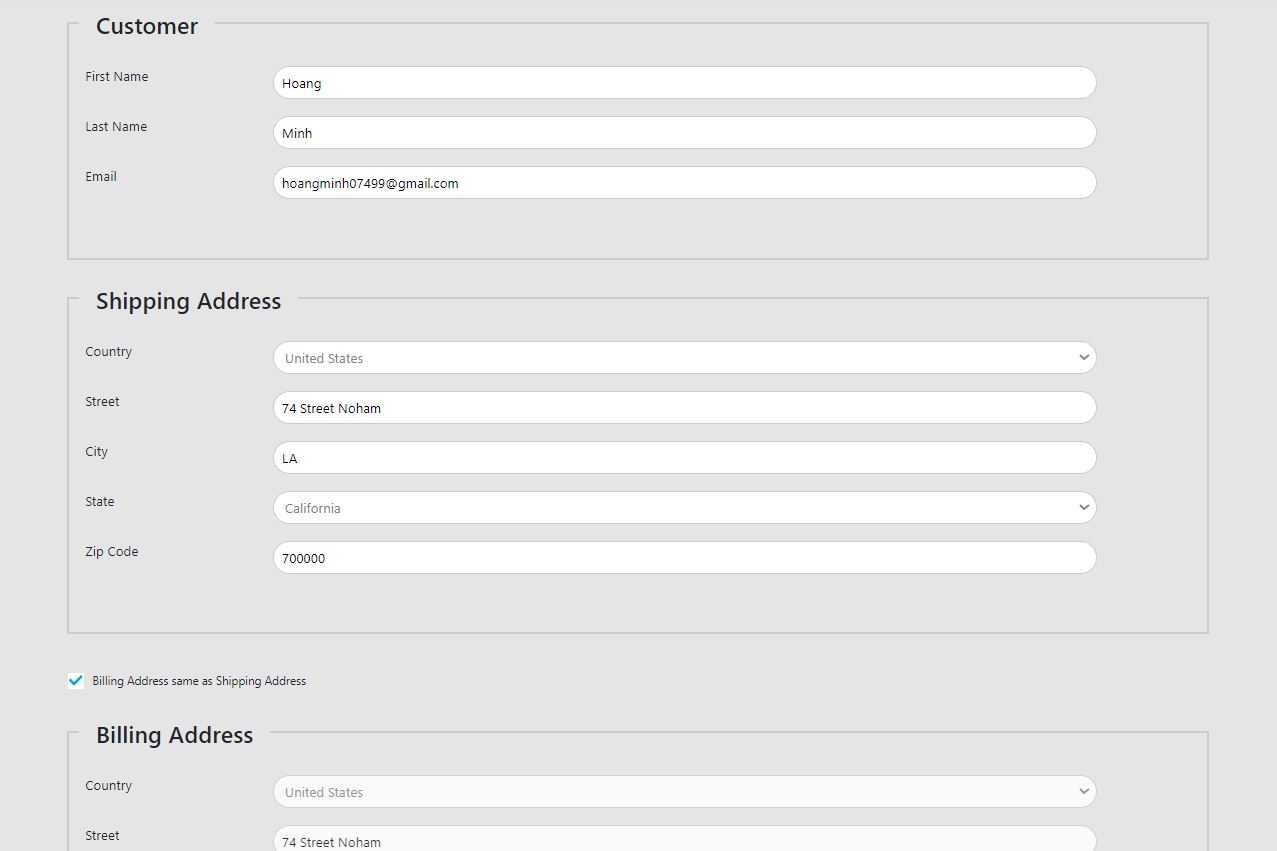 Customer
First Name
Hoang
Last Name
Minh
Email
hoangminh07499@gmail.com
Shipping Address
Country
United States
Street
74 Street Noham
City
LA
State
California
Zip Code
700000
Billing Address same as Shipping Address
Billing Address
Country
United States
Street
74 Street Noham